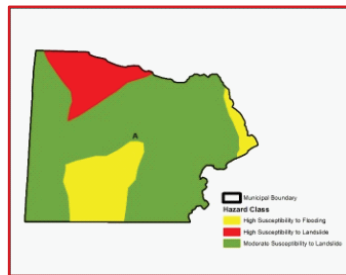 A
Municipal Boundary
Hazard Class
High Susceptibility to Flooding
High Susceptibility to Landslide
Moderate Susceptibility to Landslide